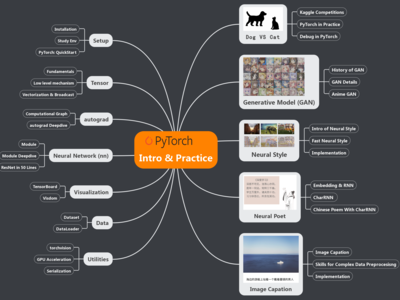 Installation
Study Env
PyTorch QuickStart
Setup
Fundamentals
Low level mechanism
Vectorization & Broadcast
Tensor
Computational Graph
autograd Deepdive
autograd
Module
Module Deepdive
ResNet in 50 Lines
Neural Network (nn)
TensorBoard
Visdom
Visualization
Dataset
DataLoader
Data
torchvision
GPU Acceleration
Serialization
Utilities
PyTorch
Intro & Practice
Dog VS Cat
Kaggle Competitions
PyTorch in Practice
Debug in PyTorch
Generative Model (GAN)
History of GAN
GAN Details
Anime GAN
Neural Style
Intro of Neural Style
Fast Neural Style
Implementation
Neural Poet
Embedding & RNN
CharRNN
Chinese Poem With CharRNN
Image Capation
Image Capation
Skills for Complex Data Preprocessing
Implementation